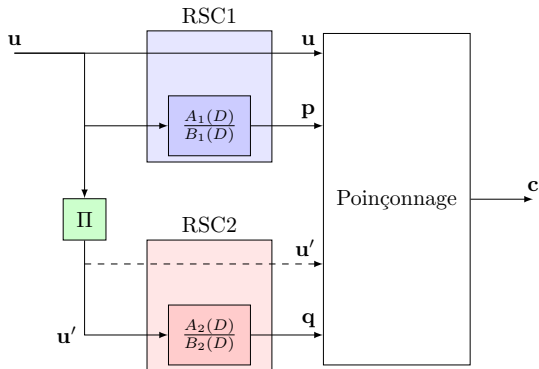 RSC1
u
u
A₁(D)
B₁(D)
p
Π
Poinçonnage
c
RSC2
u′
u′
A₂(D)
B₂(D)
q